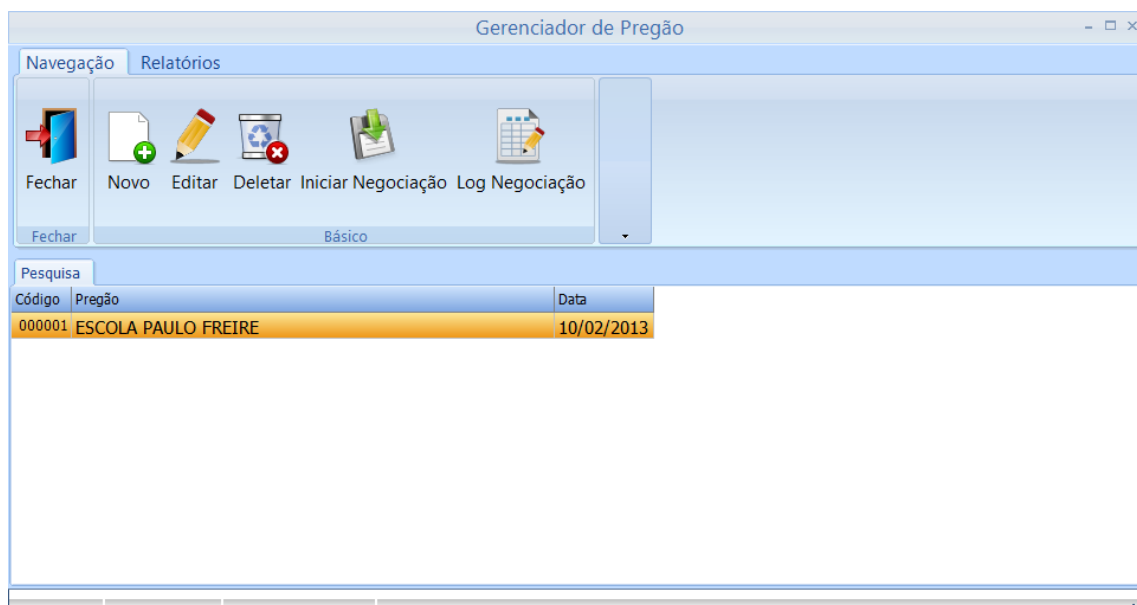 Gerenciador de Pregão
Navegação Relatórios
Fechar Novo Editar Deletar Iniciar Negociação Log Negociação
Fechar Básico
Pesquisa
Código Pregão Data
000001 ESCOLA PAULO FREIRE 10/02/2013